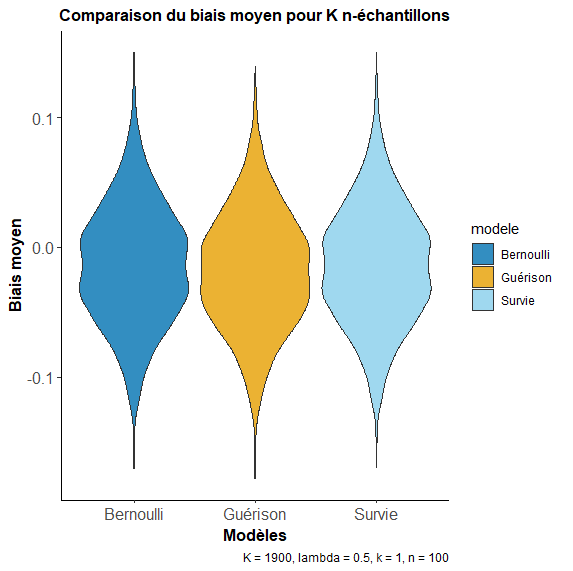 Comparaison du biais moyen pour K n-échantillons
Biais moyen
0.1
0.0
-0.1
Bernoulli
Guérison
Survie
Modèles
K = 1900, lambda = 0.5, k = 1, n = 100
modele
Bernoulli
Guérison
Survie